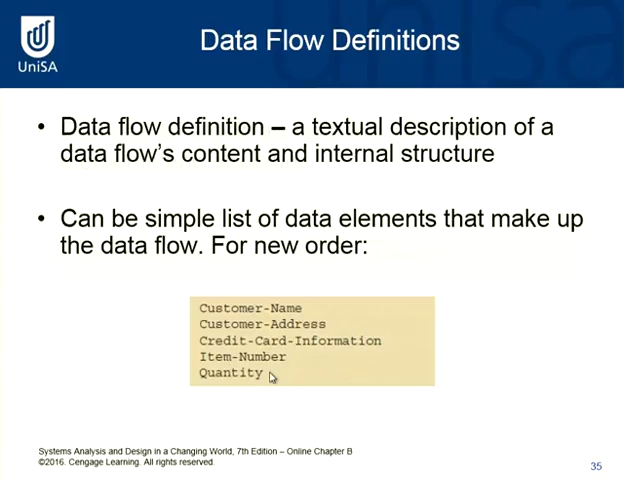 UniSA
Data Flow Definitions
• Data flow definition – a textual description of a
data flow's content and internal structure
• Can be simple list of data elements that make up
the data flow. For new order:
Customer-Name
Customer-Address
Credit-Card-Information
Item-Number
Quantity
Systems Analysis and Design in a Changing World, 7th Edition – Online Chapter B
©2016. Cengage Learning. All rights reserved.
35